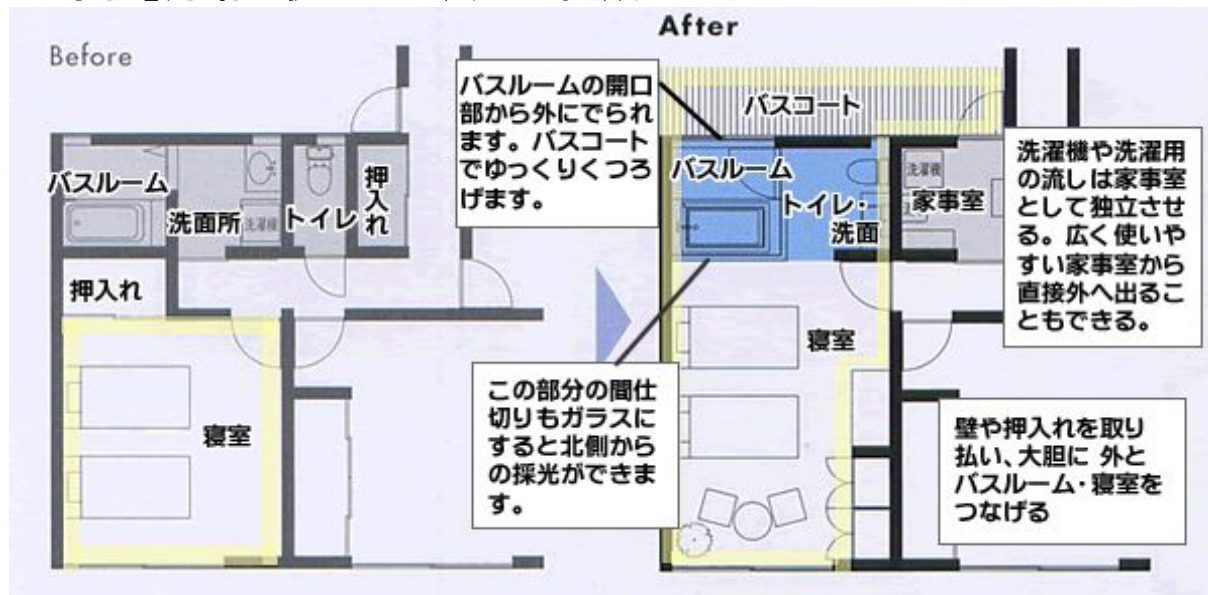 Before
バスルーム
洗面所
洗濯機
トイレ
押入れ
押入れ
寝室
After
バスルームの開口
部から外にでられ
ます。バスコート
でゆっくりくつろ
げます。
バスコート
バスルーム
トイレ・
洗面
洗濯機
家事室
寝室
洗濯機や洗濯用
の流しは家事室
として独立させ
る。広く使いや
すい家事室から
直接外へ出るこ
ともできる。
この部分の間仕
切りもガラスに
すると北側から
の採光ができま
す。
壁や押入れを取り
払い、大胆に 外と
バスルーム・寝室を
つなげる